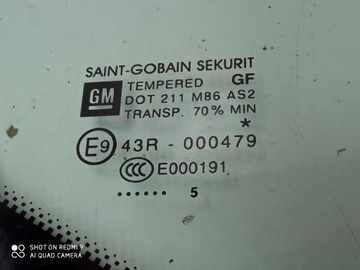 SAINT-GOBAIN SEKURIT
GM TEMPERED GF
DOT 211 M86 AS2
TRANSP. 70% MIN
*
E9 43R - 000479
CCC E000191
...... 5
SHOT ON REDMI 9
AI QUAD CAMERA